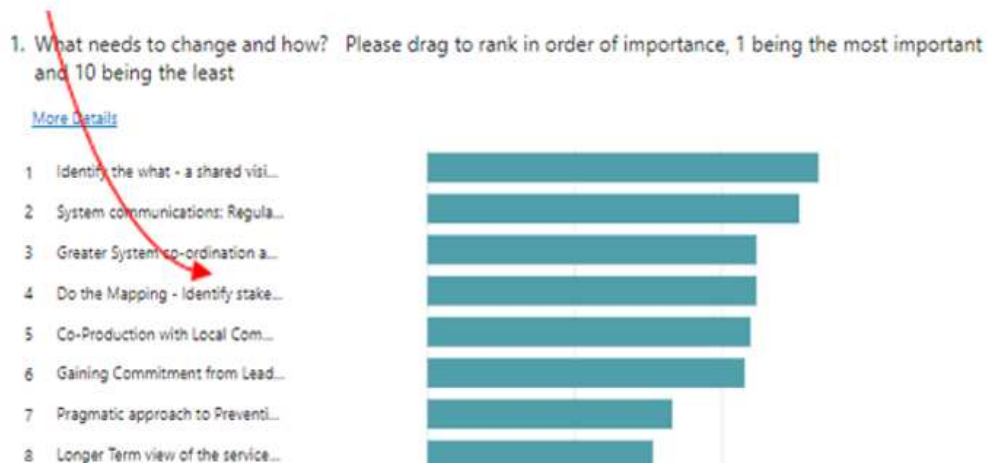 1. What needs to change and how? Please drag to rank in order of importance, 1 being the most important
and 10 being the least
More Details
1 Identify the what - a shared visi...
2 System communications: Regula...
3 Greater System co-ordination a...
4 Do the Mapping - Identify stake...
5 Co-Production with Local Com...
6 Gaining Commitment from Lead...
7 Pragmatic approach to Preventi...
8 Longer Term view of the service...